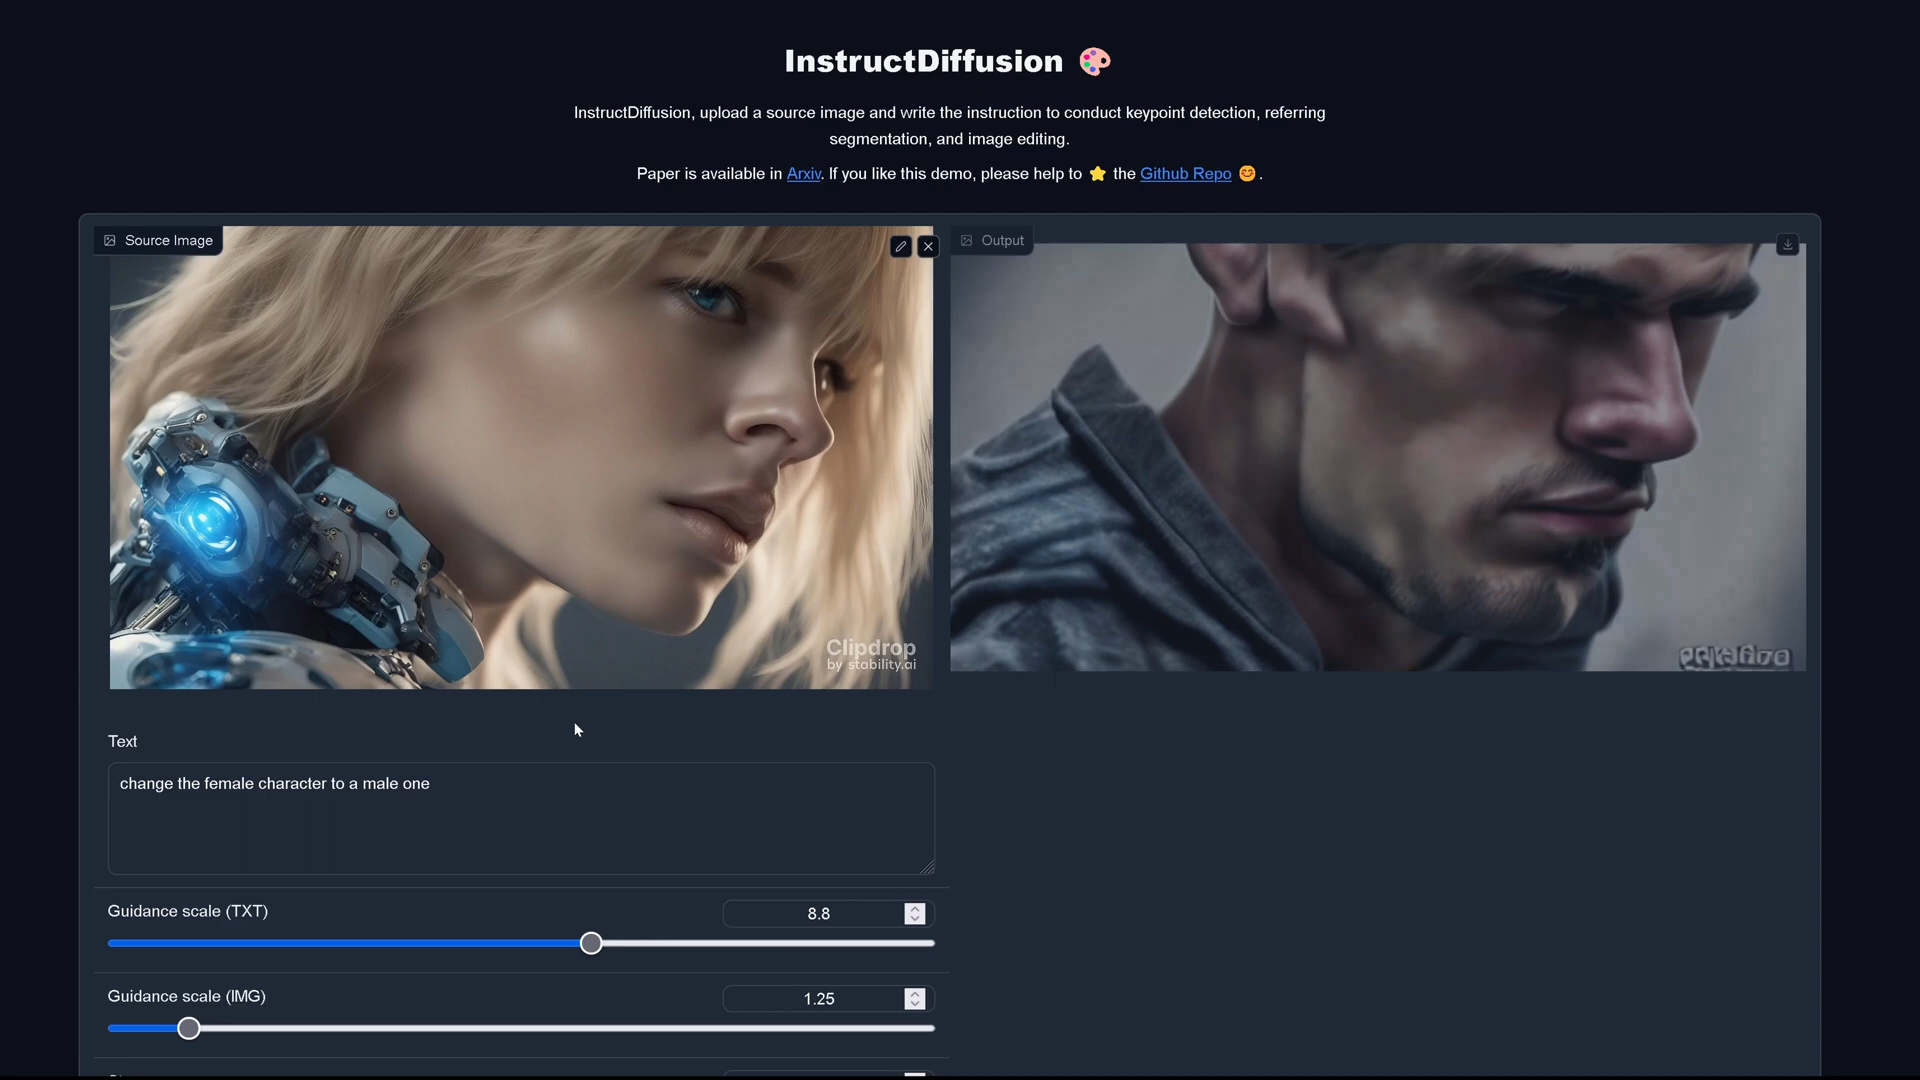 InstructDiffusion 🎨
InstructDiffusion, upload a source image and write the instruction to conduct keypoint detection, referring
segmentation, and image editing.
Paper is available in Arxiv. If you like this demo, please help to ⭐ the Github Repo 😊.
Source Image
Output
Clipdrop
by stability.ai
Text
change the female character to a male one
Guidance scale (TXT)
8.8
Guidance scale (IMG)
1.25